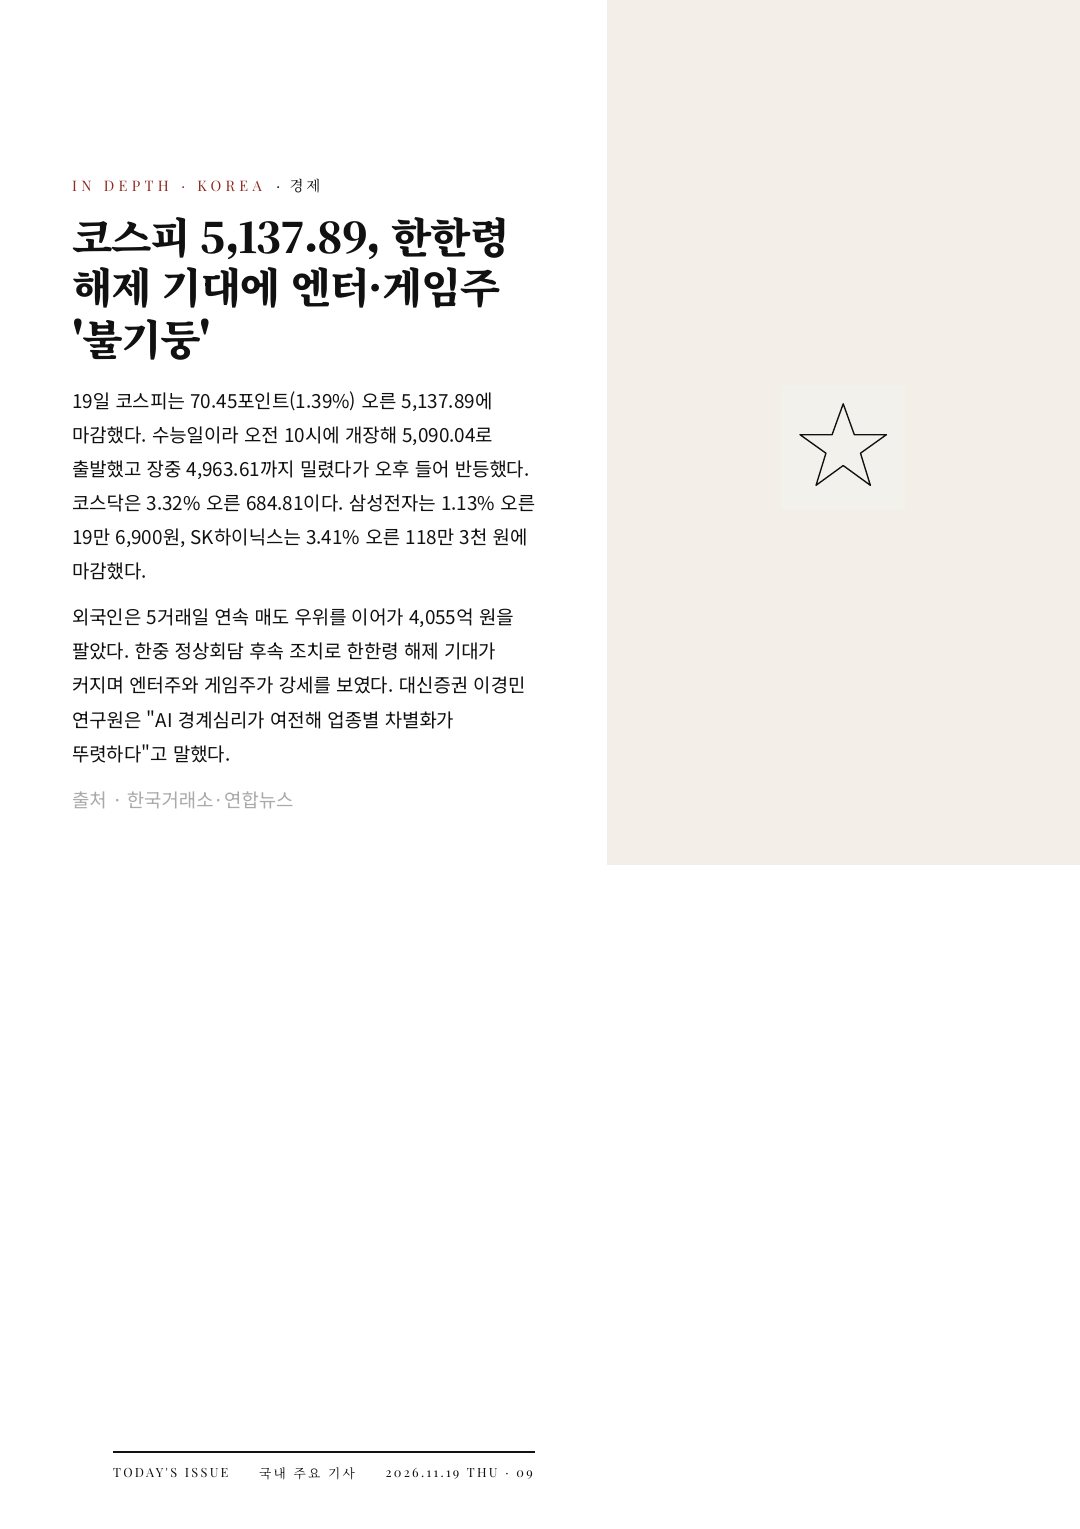 IN DEPTH · KOREA · 경제
코스피 5,137.89, 한한령
해제 기대에 엔터·게임주
'불기둥'
19일 코스피는 70.45포인트(1.39%) 오른 5,137.89에
마감했다. 수능일이라 오전 10시에 개장해 5,090.04로
출발했고 장중 4,963.61까지 밀렸다가 오후 들어 반등했다.
코스닥은 3.32% 오른 684.81이다. 삼성전자는 1.13% 오른
19만 6,900원, SK하이닉스는 3.41% 오른 118만 3천 원에
마감했다.
외국인은 5거래일 연속 매도 우위를 이어가 4,055억 원을
팔았다. 한중 정상회담 후속 조치로 한한령 해제 기대가
커지며 엔터주와 게임주가 강세를 보였다. 대신증권 이경민
연구원은 "AI 경계심리가 여전해 업종별 차별화가
뚜렷하다"고 말했다.
출처 · 한국거래소·연합뉴스
TODAY'S ISSUE 국내 주요 기사 2026.11.19 THU · 09